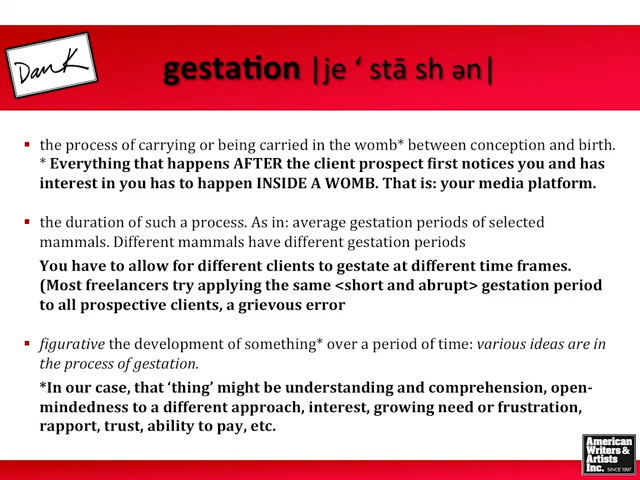 Dan K
gestation |je ‘ stā sh ən|
▪ the process of carrying or being carried in the womb* between conception and birth.
* Everything that happens AFTER the client prospect first notices you and has
interest in you has to happen INSIDE A WOMB. That is: your media platform.
▪ the duration of such a process. As in: average gestation periods of selected
mammals. Different mammals have different gestation periods
You have to allow for different clients to gestate at different time frames.
(Most freelancers try applying the same <short and abrupt> gestation period
to all prospective clients, a grievous error
▪ figurative the development of something* over a period of time: various ideas are in
the process of gestation.
*In our case, that ‘thing’ might be understanding and comprehension, open-
mindedness to a different approach, interest, growing need or frustration,
rapport, trust, ability to pay, etc.
American
Writers &
Artists
Inc. SINCE 1997